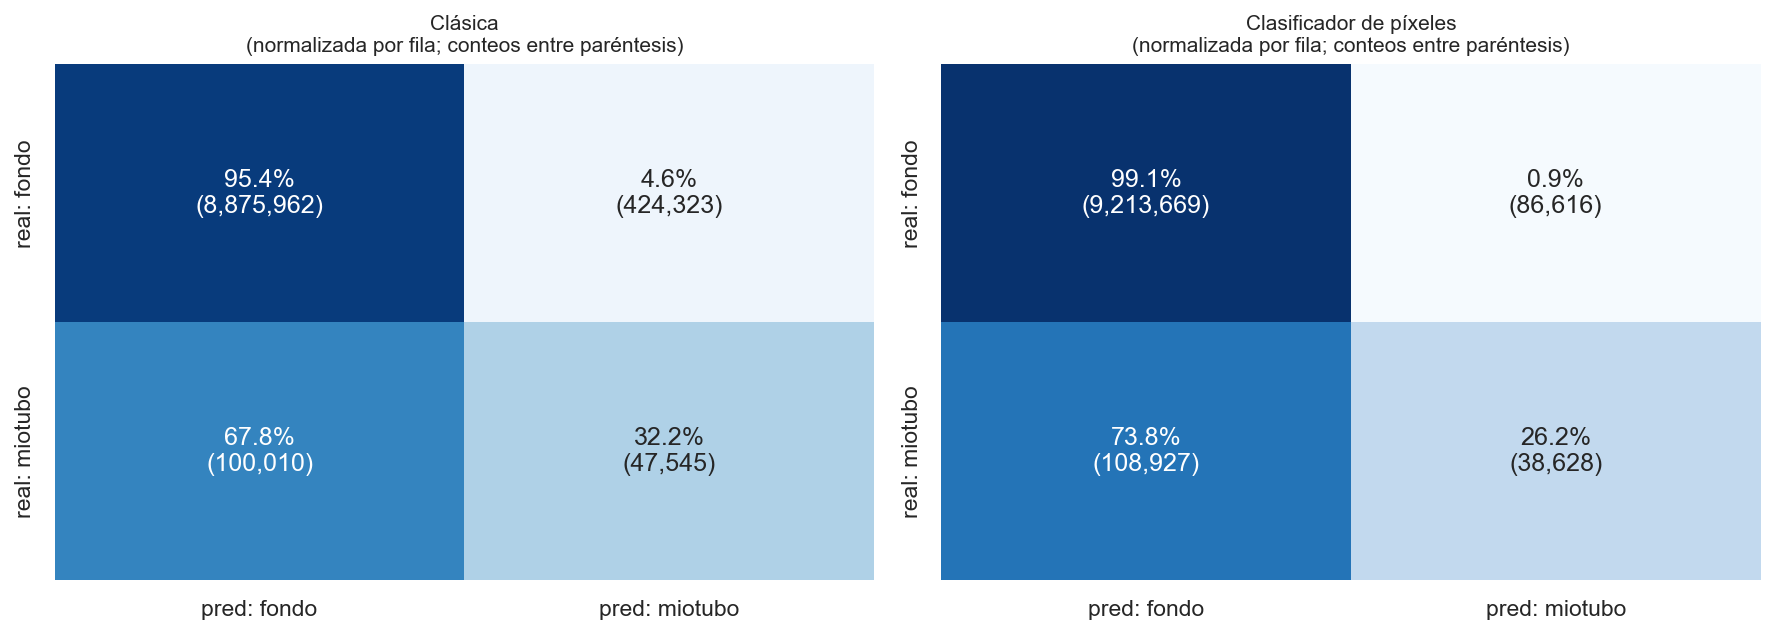 Clásica
(normalizada por fila; conteos entre paréntesis)
real: fondo
95.4%
(8,875,962)
4.6%
(424,323)
real: miotubo
67.8%
(100,010)
32.2%
(47,545)
pred: fondo
pred: miotubo
Clasificador de píxeles
(normalizada por fila; conteos entre paréntesis)
real: fondo
99.1%
(9,213,669)
0.9%
(86,616)
real: miotubo
73.8%
(108,927)
26.2%
(38,628)
pred: fondo
pred: miotubo